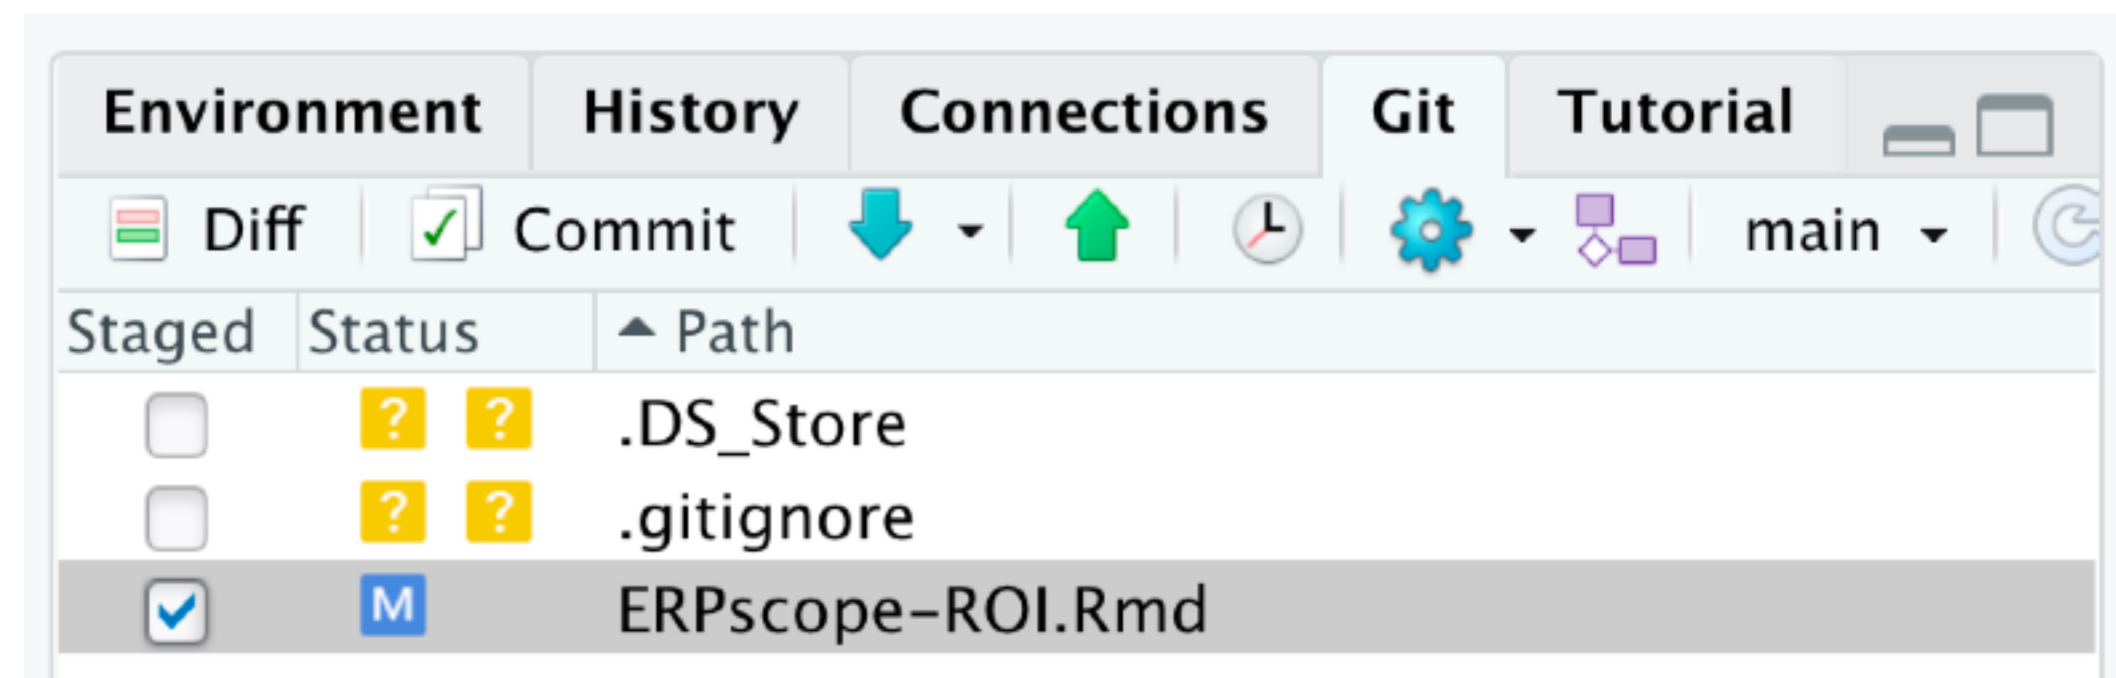 Environment History Connections Git Tutorial
Diff Commit main
Staged Status Path
? ? .DS_Store
? ? .gitignore
M ERPscope-ROI.Rmd